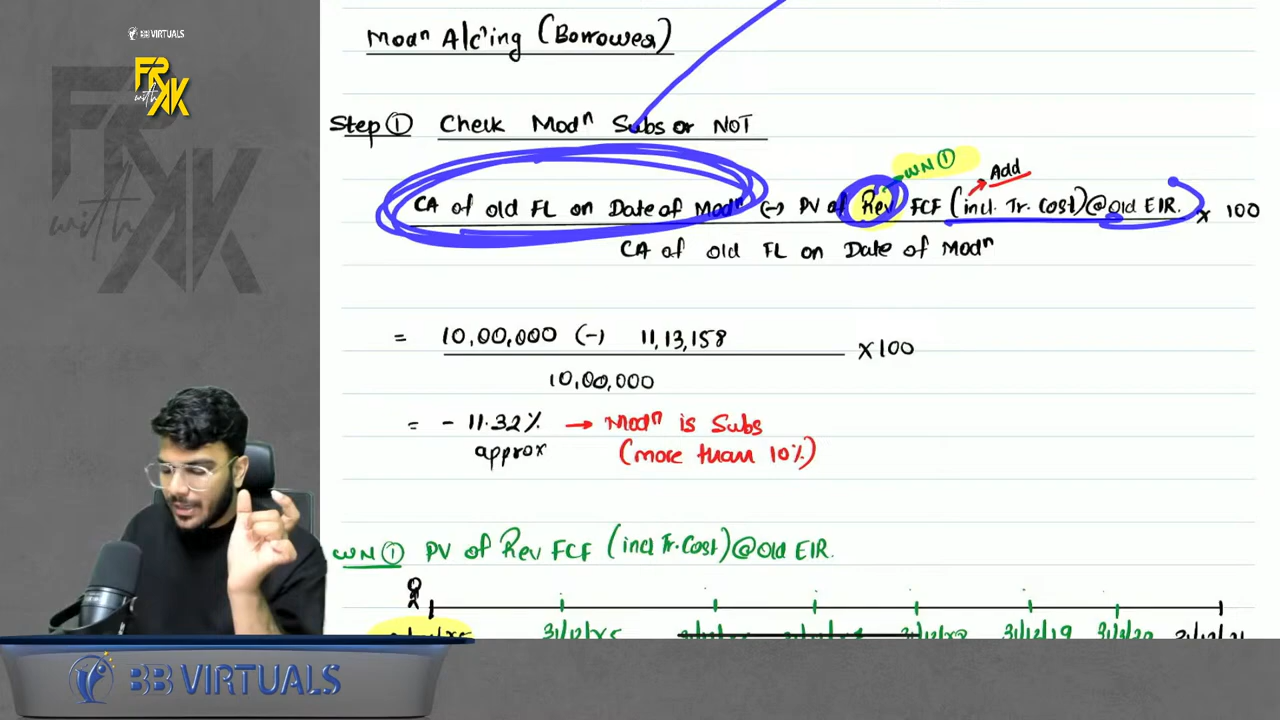 BB VIRTUALS
FR
with AK
Modⁿ A/c'ing (Borrower)
Step ① Check Modⁿ Subs or NOT
WN ①
Add
CA of old FL on Date of Modⁿ (-) PV of Rev FCF (incl. Tr. Cost) @ Old EIR. x 100
CA of old FL on Date of Modⁿ
= 10,00,000 (-) 11,13,158 x 100
10,00,000
= - 11.32% → Modⁿ is Subs
approx (more than 10%)
WN ① PV of Rev FCF (incl Tr. Cost) @ Old EIR.
31/12/19
BB VIRTUALS